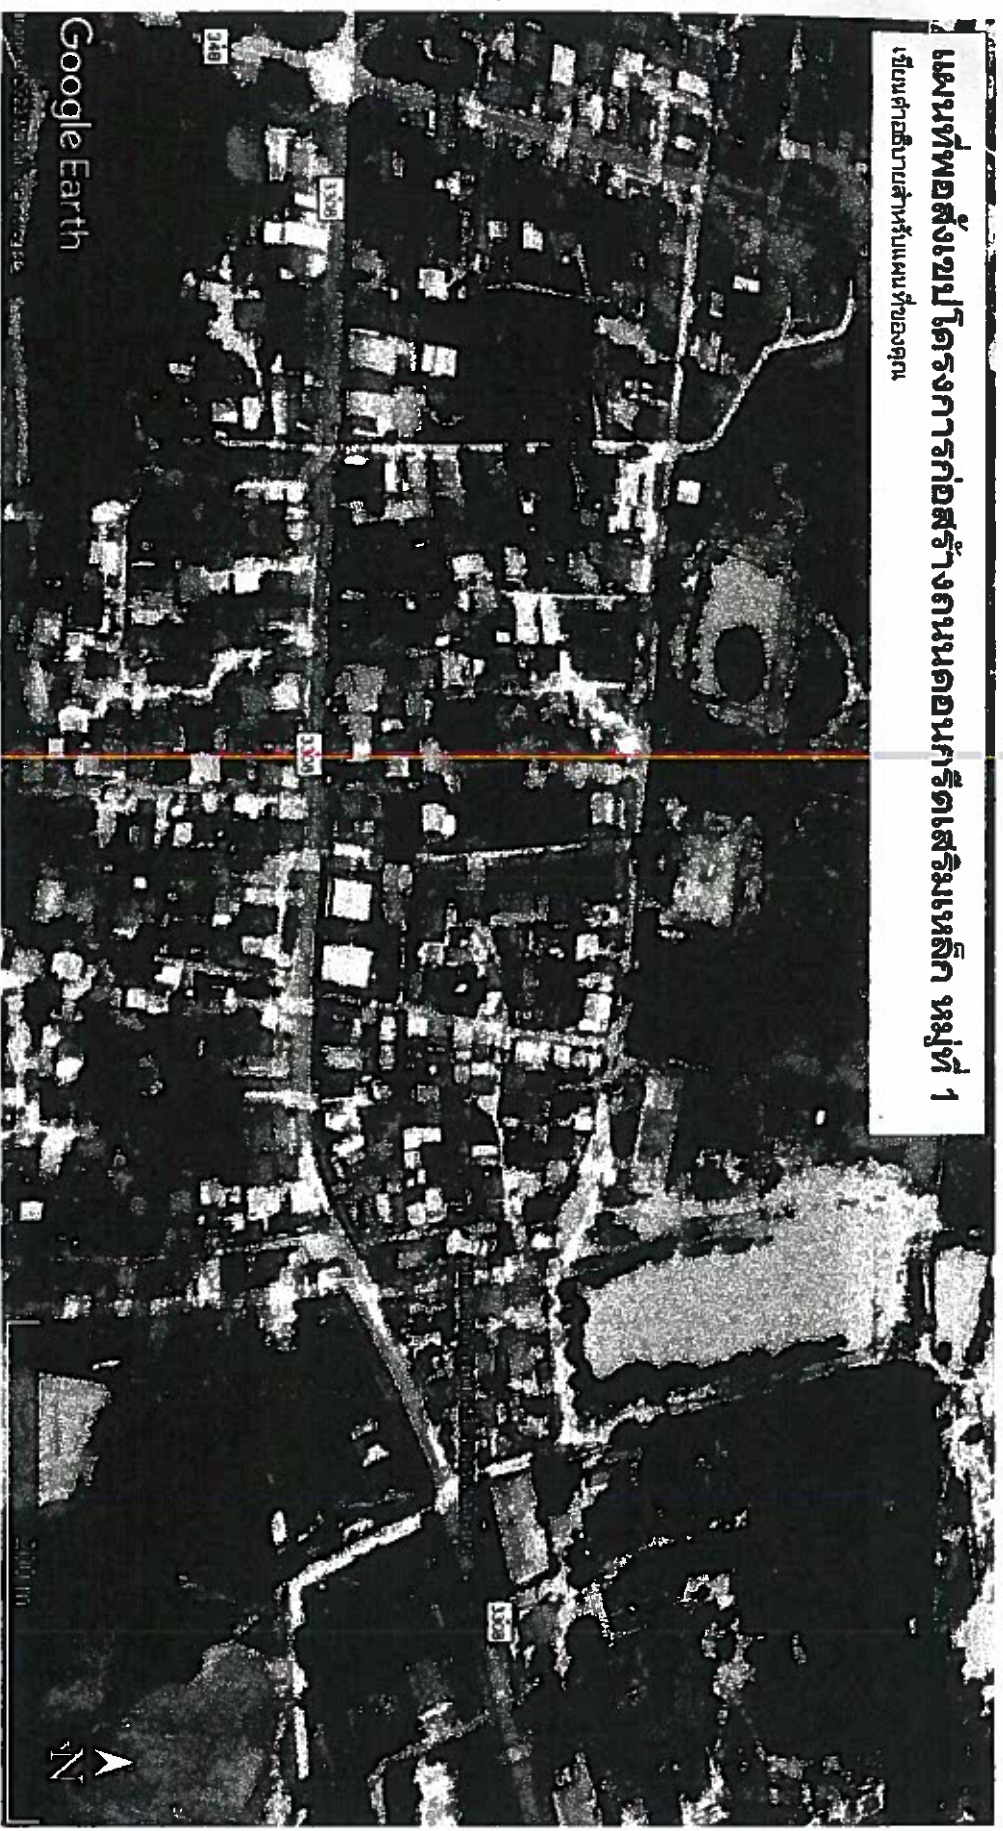 แผนที่พอสังเขปโครงการก่อสร้างถนนคอนกรีตเสริมเหล็ก หมู่ที่ 1
เขียนคำอธิบายสำหรับแผนที่ของคุณ
348
3308
3308
3308
Google Earth
N